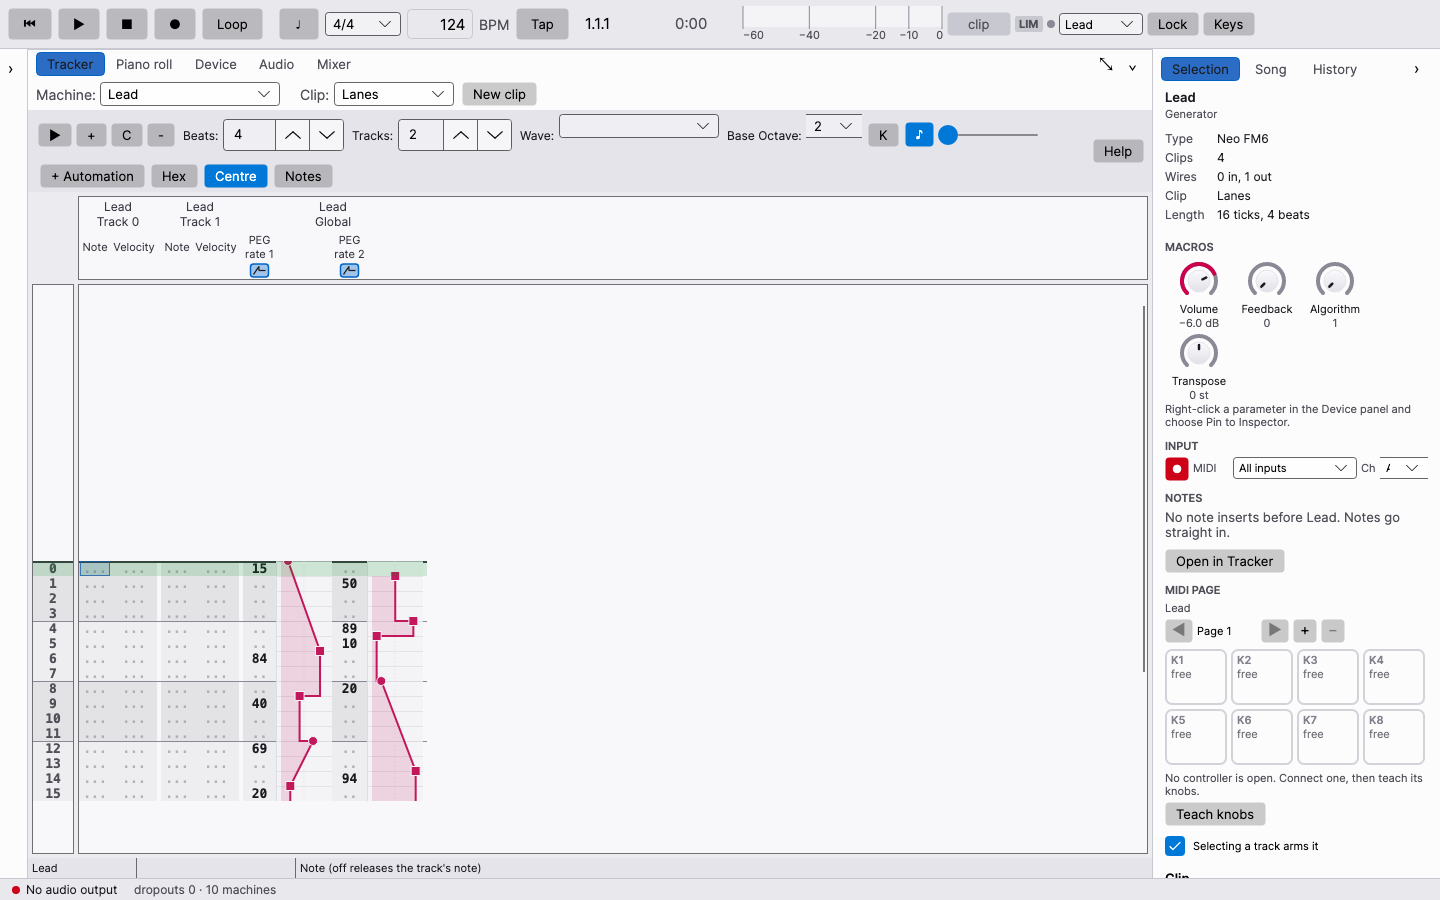 Loop
4/4
124 BPM
Tap
1.1.1
0:00
−60 −40 −20 −10 0
clip
LIM
Lead
Lock
Keys
Tracker Piano roll Device Audio Mixer
Machine: Lead
Clip: Lanes
New clip
+ C - Beats: 4 Tracks: 2 Wave: Base Octave: 2 K
Help
+ Automation Hex Centre Notes
Lead Lead Lead
Track 0 Track 1 Global
Note Velocity Note Velocity PEG rate 1 PEG rate 2
0 ... ... ... ... 15 ..
1 ... ... ... ... .. 50
2 ... ... ... ... .. ..
3 ... ... ... ... .. ..
4 ... ... ... ... .. 89
5 ... ... ... ... .. 10
6 ... ... ... ... 84 ..
7 ... ... ... ... .. ..
8 ... ... ... ... .. 20
9 ... ... ... ... 40 ..
10 ... ... ... ... .. ..
11 ... ... ... ... .. ..
12 ... ... ... ... 69 ..
13 ... ... ... ... .. ..
14 ... ... ... ... .. 94
15 ... ... ... ... 20 ..
Lead
Note (off releases the track's note)
No audio output dropouts 0 · 10 machines
Selection Song History
Lead
Generator
Type Neo FM6
Clips 4
Wires 0 in, 1 out
Clip Lanes
Length 16 ticks, 4 beats
MACROS
Volume Feedback Algorithm
−6.0 dB 0 1
Transpose
0 st
Right-click a parameter in the Device panel and
choose Pin to Inspector.
INPUT
MIDI All inputs Ch
NOTES
No note inserts before Lead. Notes go
straight in.
Open in Tracker
MIDI PAGE
Lead
Page 1 + −
K1 K2 K3 K4
free free free free
K5 K6 K7 K8
free free free free
No controller is open. Connect one, then teach its
knobs.
Teach knobs
Selecting a track arms it